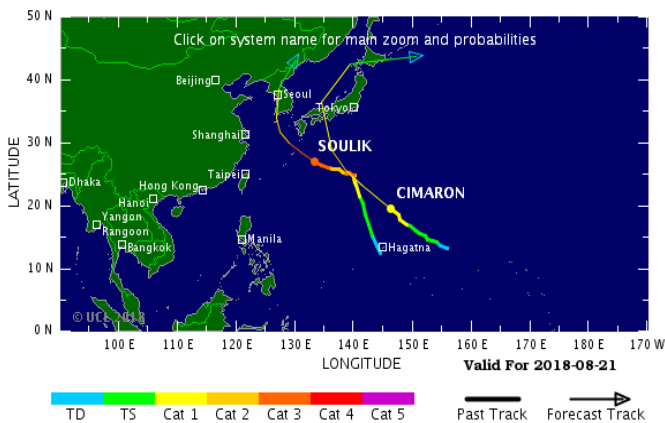 50 N
Click on system name for main zoom and probabilities
40 N
Beijing
Seoul
Tokyo
Shanghai
30 N
SOULIK
LATITUDE
Taipei
Dhaka
Hong Kong
CIMARON
Hanoi
20 N
Yangon
Rangoon
Manila
Hagatna
Bangkok
10 N
© UCL 2018
0 N
100 E
110 E
120 E
130 E
140 E
150 E
160 E
170 W
LONGITUDE
Valid For 2018-08-21
TD
TS
Cat 1
Cat 2
Cat 3
Cat 4
Cat 5
Past Track
Forecast Track